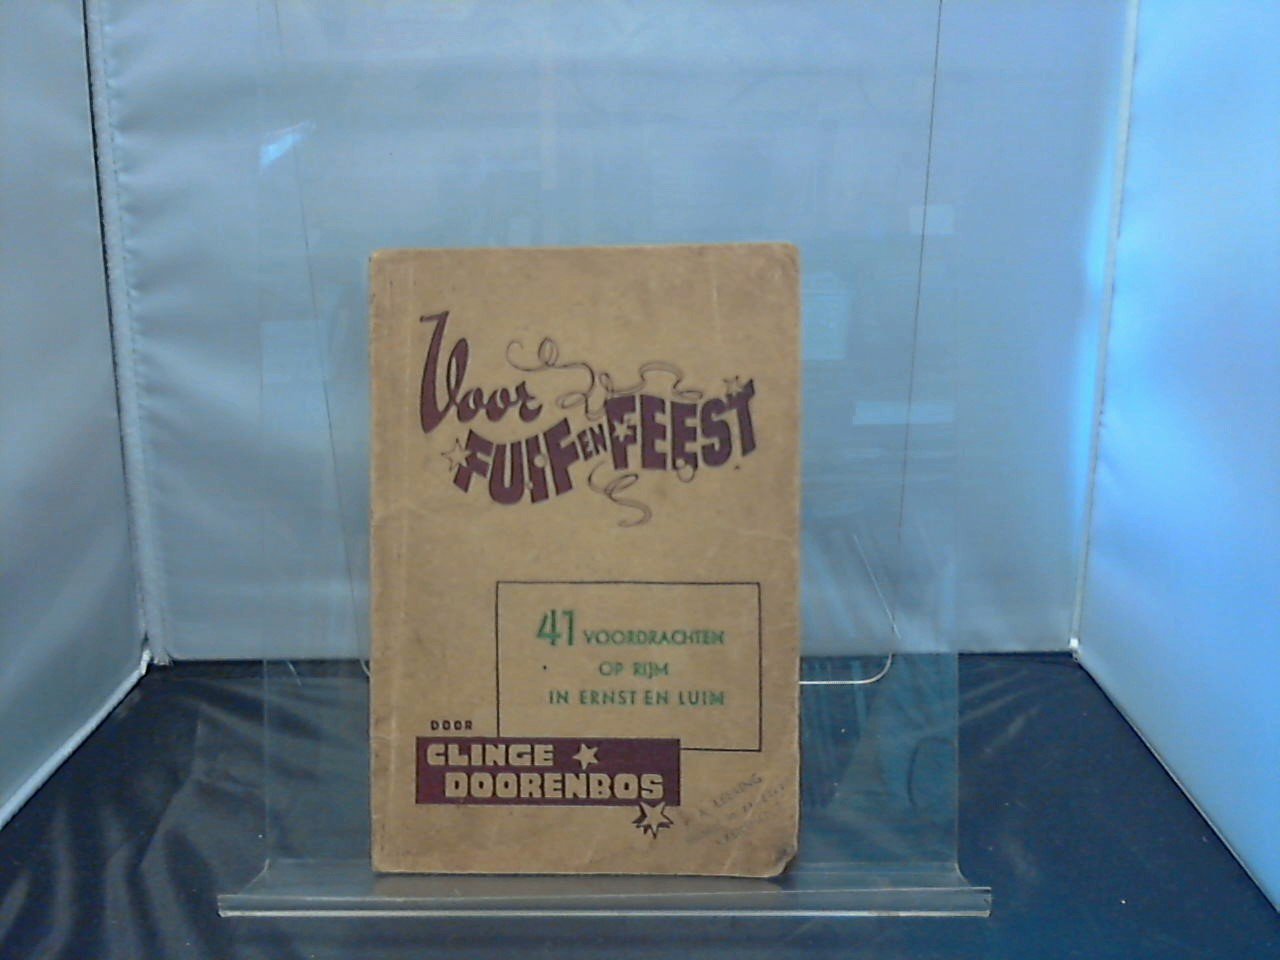 Voor
FUIF EN FEEST
41 VOORDRACHTEN
OP RIJM
IN ERNST EN LUIM
DOOR
CLINGE
DOORENBOS